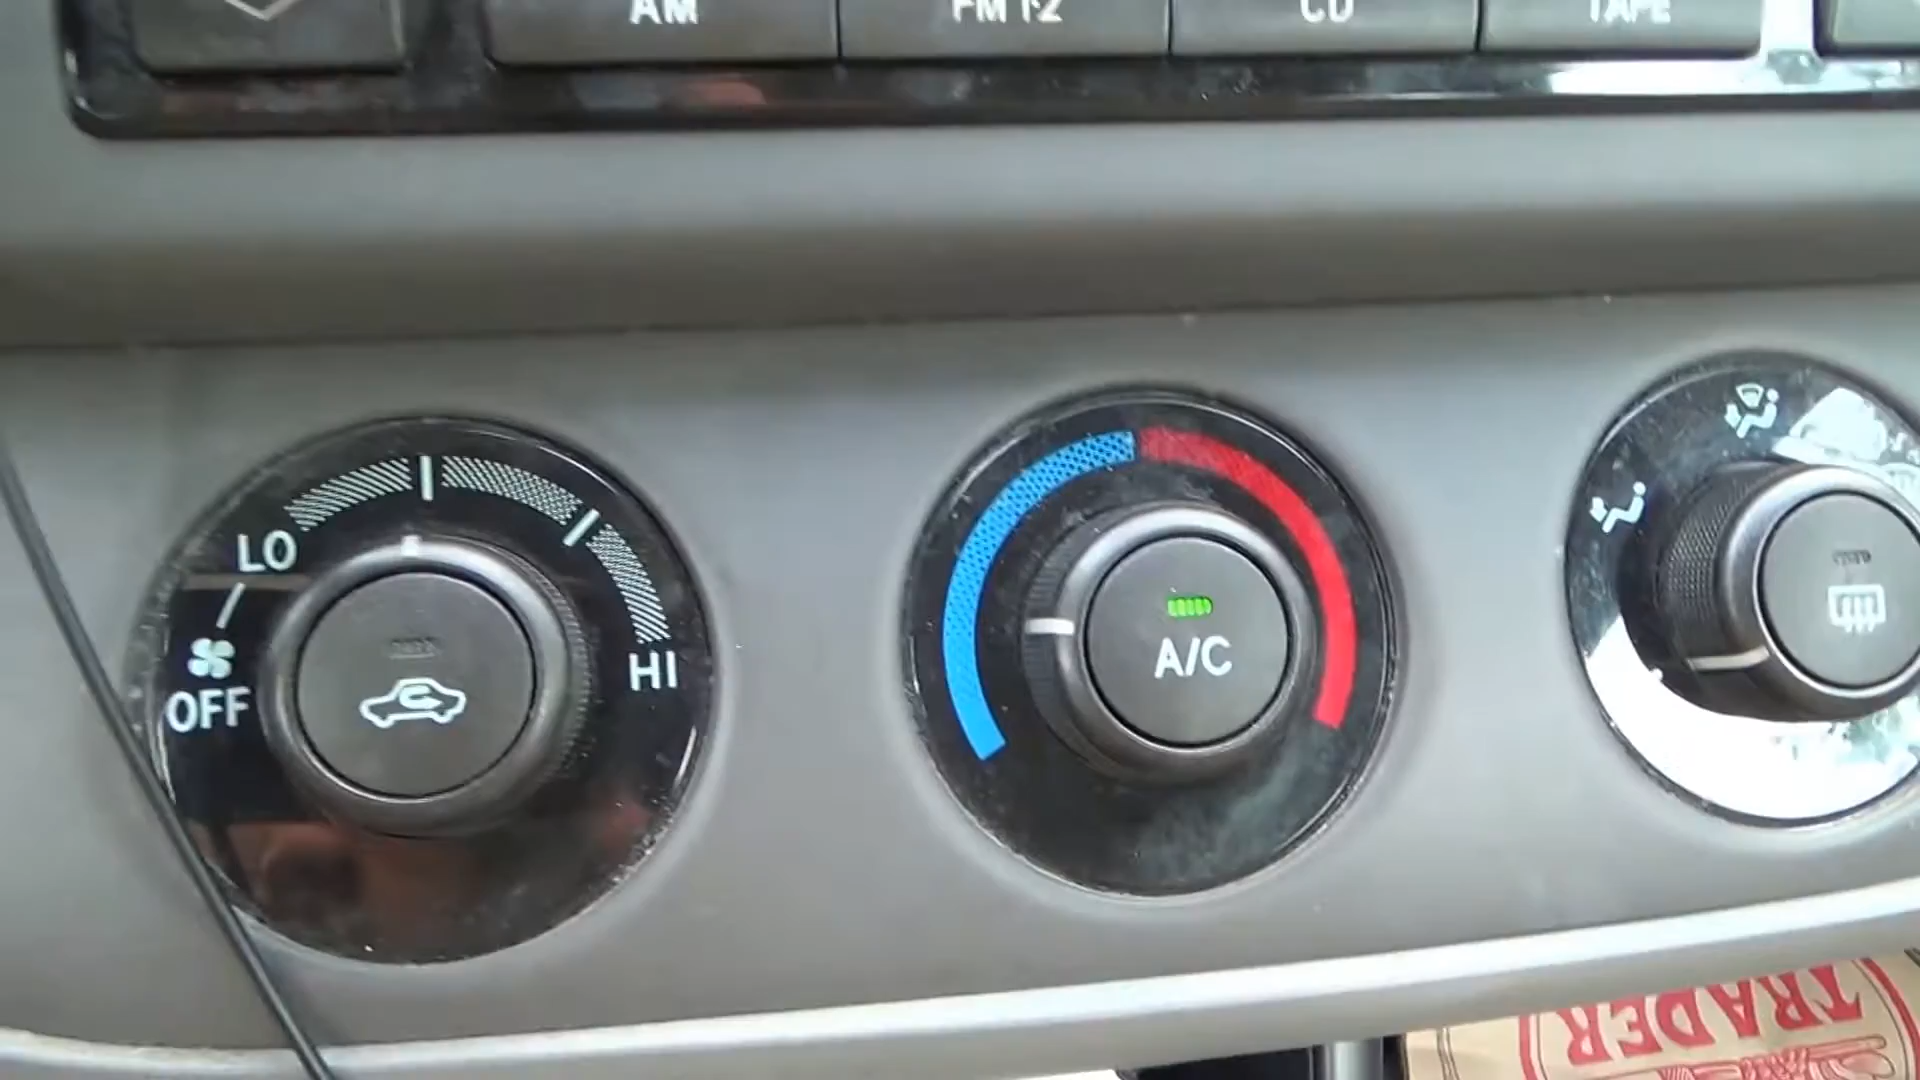 AM
FM 1·2
CD
TAPE
LO
OFF
HI
A/C
TRADER